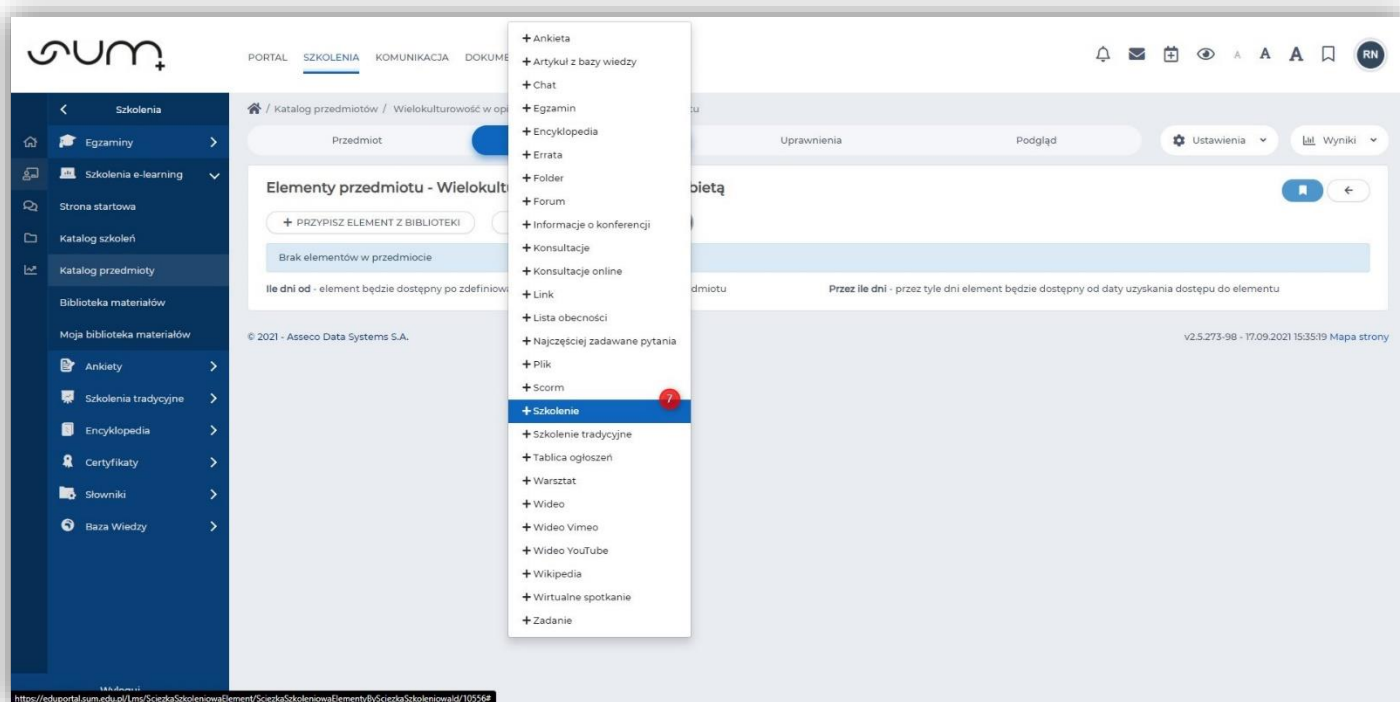 sum
PORTAL SZKOLENIA KOMUNIKACJA DOKUME
A A A
RN
Szkolenia
Egzaminy
Szkolenia e-learning
Strona startowa
Katalog szkoleń
Katalog przedmioty
Biblioteka materiałów
Moja biblioteka materiałów
Ankiety
Szkolenia tradycyjne
Encyklopedia
Certyfikaty
Słowniki
Baza Wiedzy
/ Katalog przedmiotów / Wielokulturowość w opi
Przedmiot
Uprawnienia
Podgląd
Ustawienia
Wyniki
Elementy przedmiotu - Wielokult
bietą
+ PRZYPISZ ELEMENT Z BIBLIOTEKI
Brak elementów w przedmiocie
Ile dni od - element będzie dostępny po zdefiniow
dmiotu
Przez ile dni - przez tyle dni element będzie dostępny od daty uzyskania dostępu do elementu
© 2021 - Asseco Data Systems S.A.
v2.5.273-98 - 17.09.2021 15:35:19 Mapa strony
+ Ankieta
+ Artykuł z bazy wiedzy
+ Chat
+ Egzamin
+ Encyklopedia
+ Errata
+ Folder
+ Forum
+ Informacje o konferencji
+ Konsultacje
+ Konsultacje online
+ Link
+ Lista obecności
+ Najczęściej zadawane pytania
+ Plik
+ Scorm
7
+ Szkolenie
+ Szkolenie tradycyjne
+ Tablica ogłoszeń
+ Warsztat
+ Wideo
+ Wideo Vimeo
+ Wideo YouTube
+ Wikipedia
+ Wirtualne spotkanie
+ Zadanie
https://eduportal.sum.edu.pl/Lms/SciezkaSzkoleniowaElement/SciezkaSzkoleniowaElementyBySciezkaSzkoleniowaId/10556#